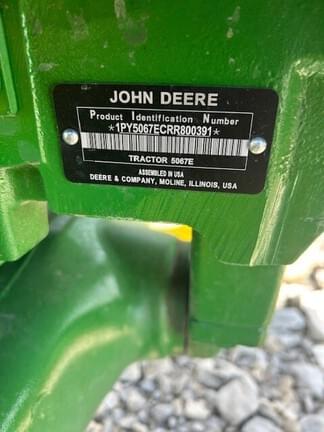 JOHN DEERE
Product Identification Number
*1PY5067ECRR800391*
TRACTOR 5067E
ASSEMBLED IN USA
DEERE & COMPANY, MOLINE, ILLINOIS, USA